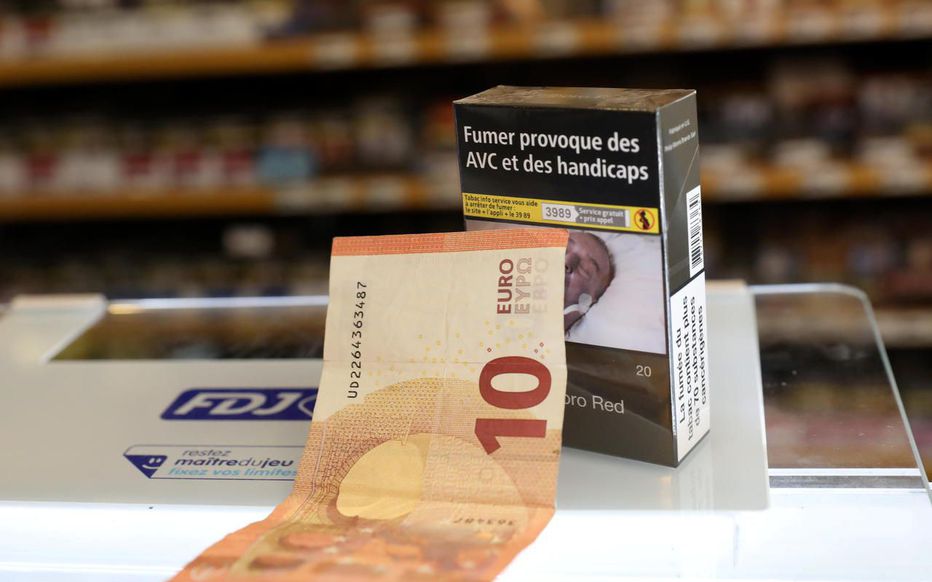 Fumer provoque des
AVC et des handicaps
Tabac info service vous aide
à arrêter de fumer :
le site + l'appli + le 39 89
3989
Service gratuit
+ prix appel
EURO
ΕΥΡΩ
ЕВРО
UD2264363487
10
20
oro Red
La fumée du
tabac contient plus
de 70 substances
cancérigènes
FDJ
restez
maîtredujeu
fixez vos limites
363487